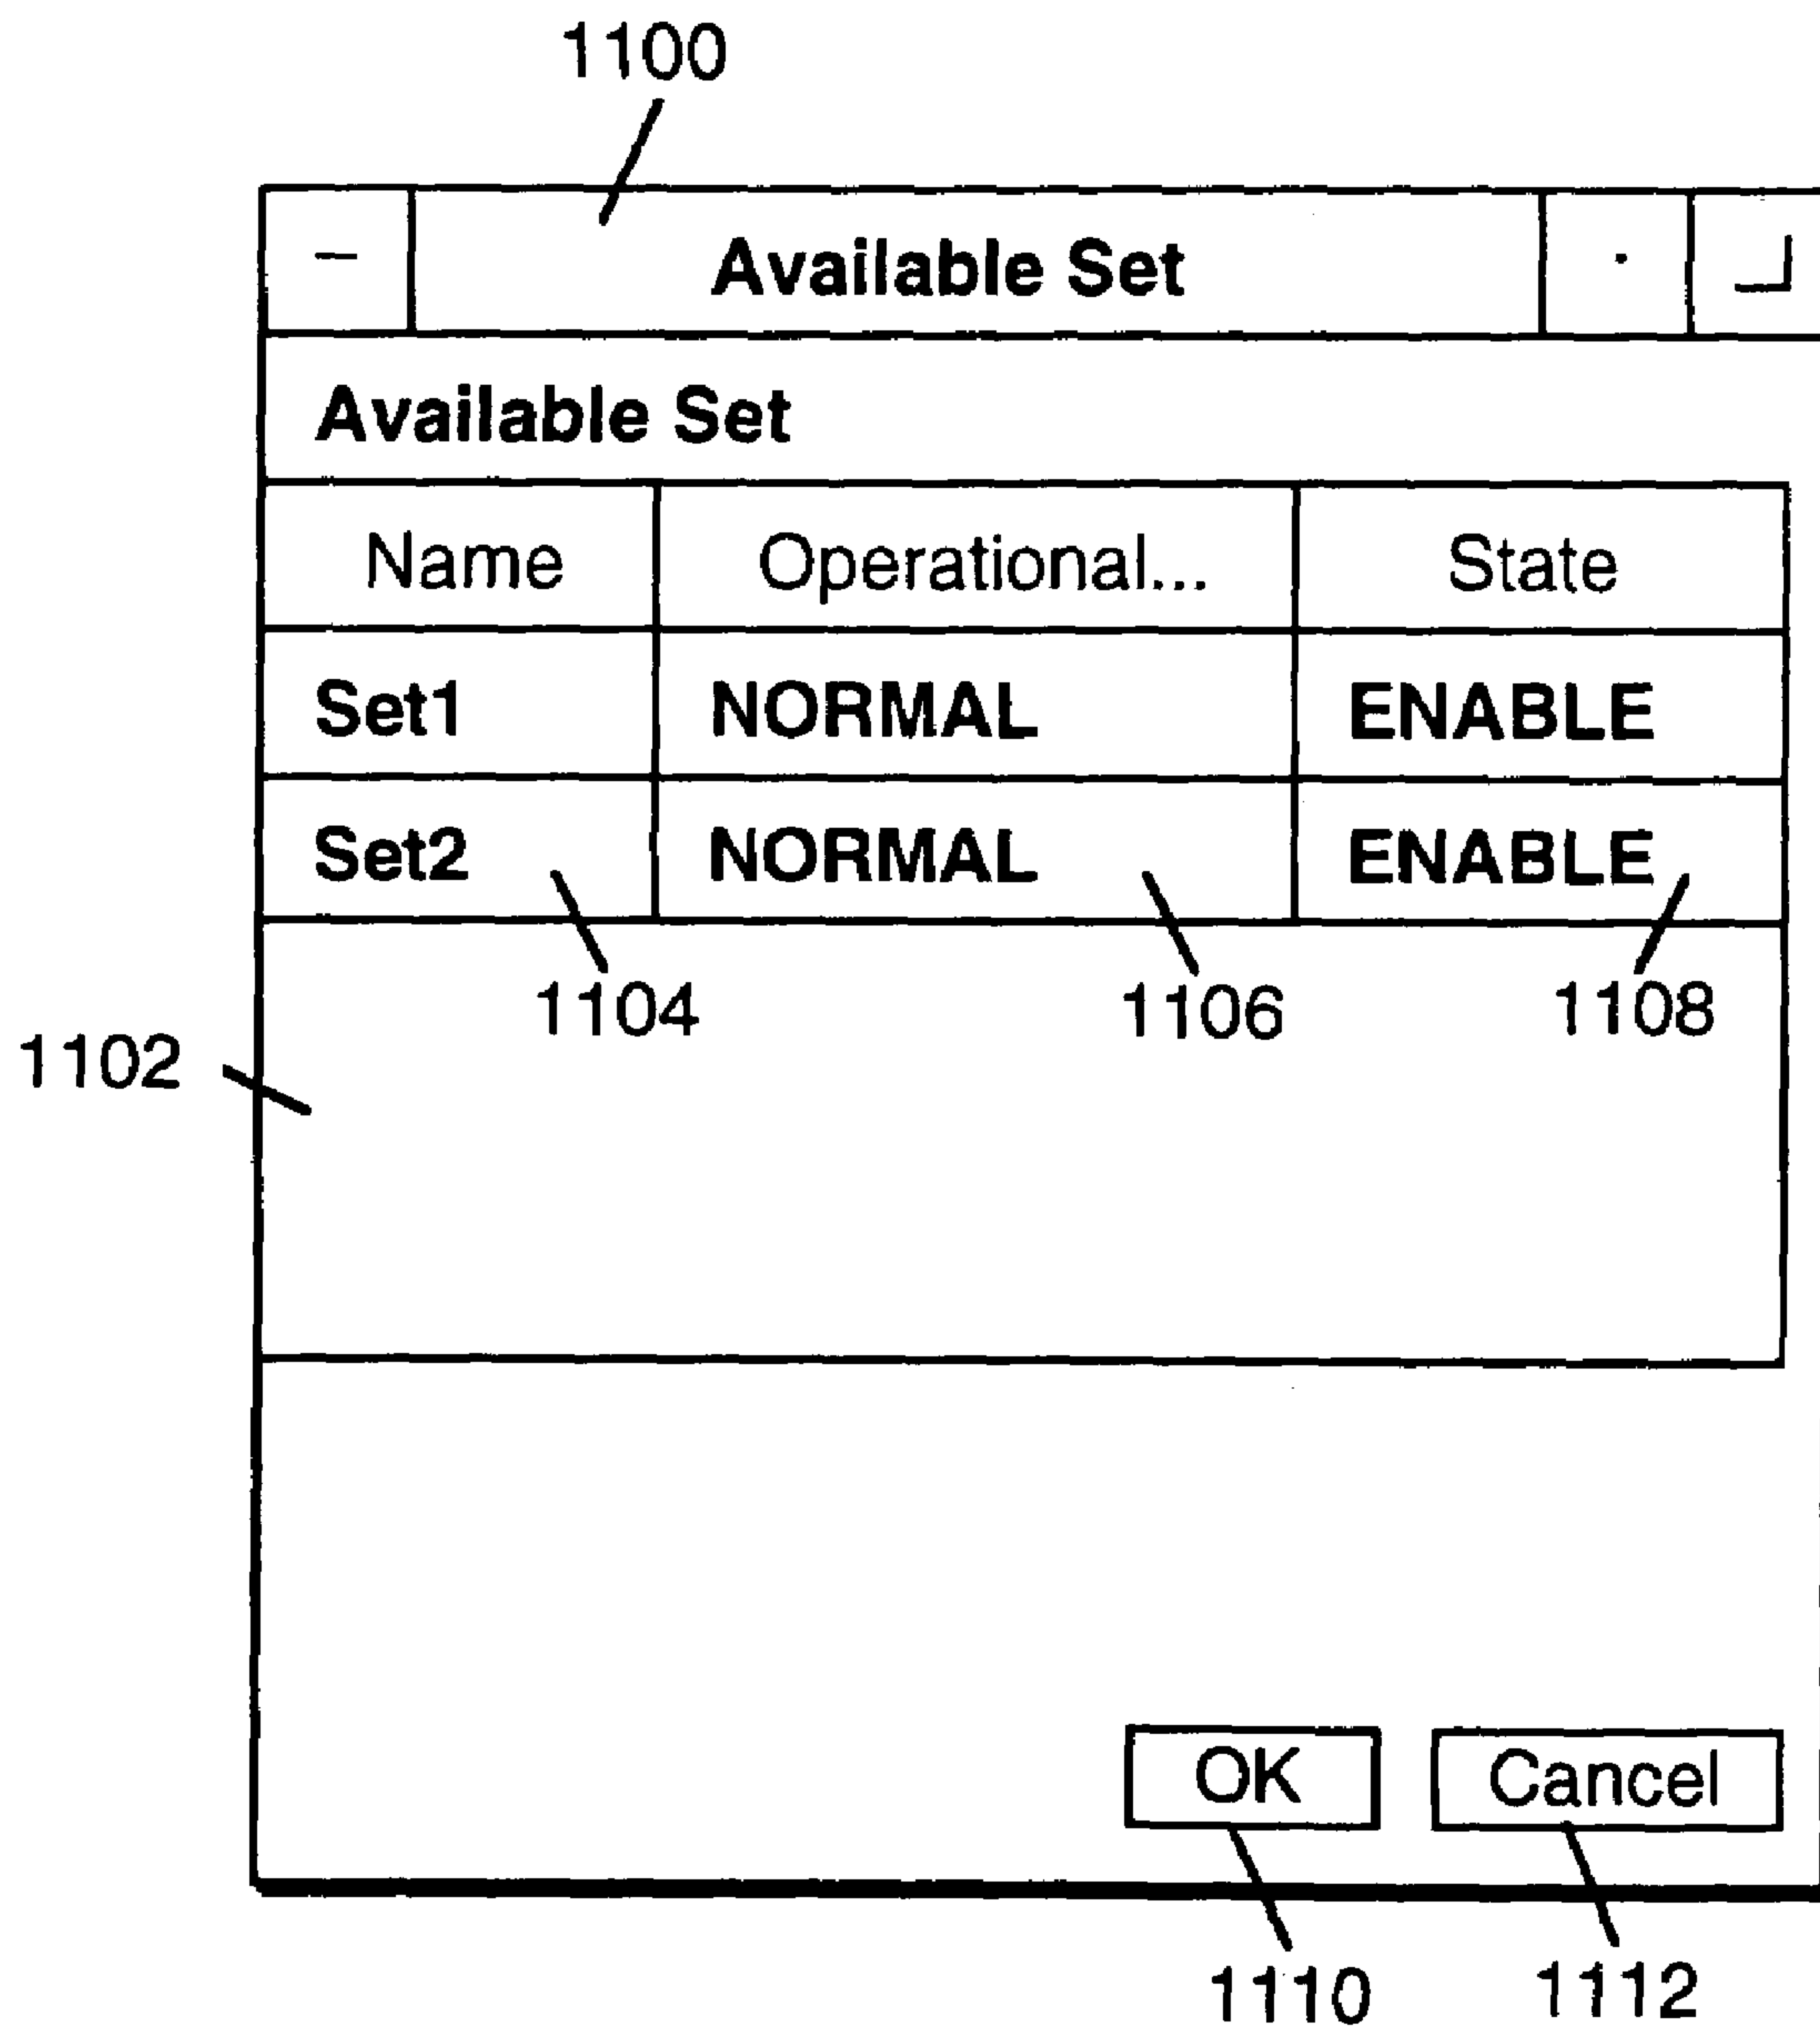 1100
Available Set
Available Set
Name Operational... State
Set1 NORMAL ENABLE
Set2 NORMAL ENABLE
1104 1106 1108
1102
OK Cancel
1110 1112